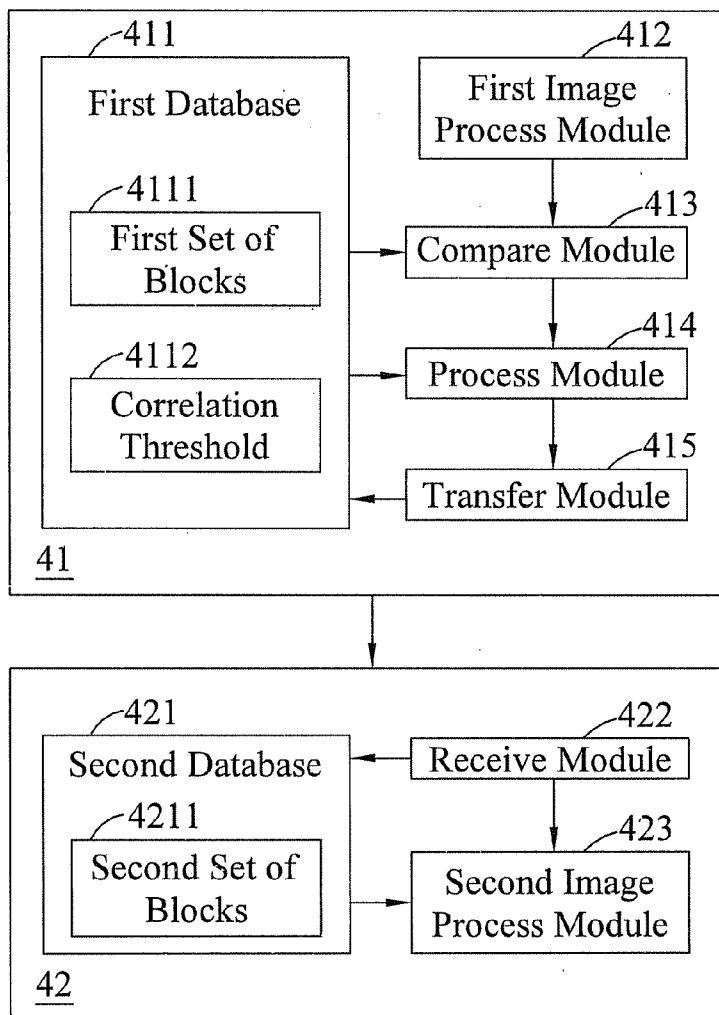 411
First Database
4111
First Set of
Blocks
4112
Correlation
Threshold
412
First Image
Process Module
413
Compare Module
414
Process Module
415
Transfer Module
41
421
Second Database
4211
Second Set of
Blocks
422
Receive Module
423
Second Image
Process Module
42